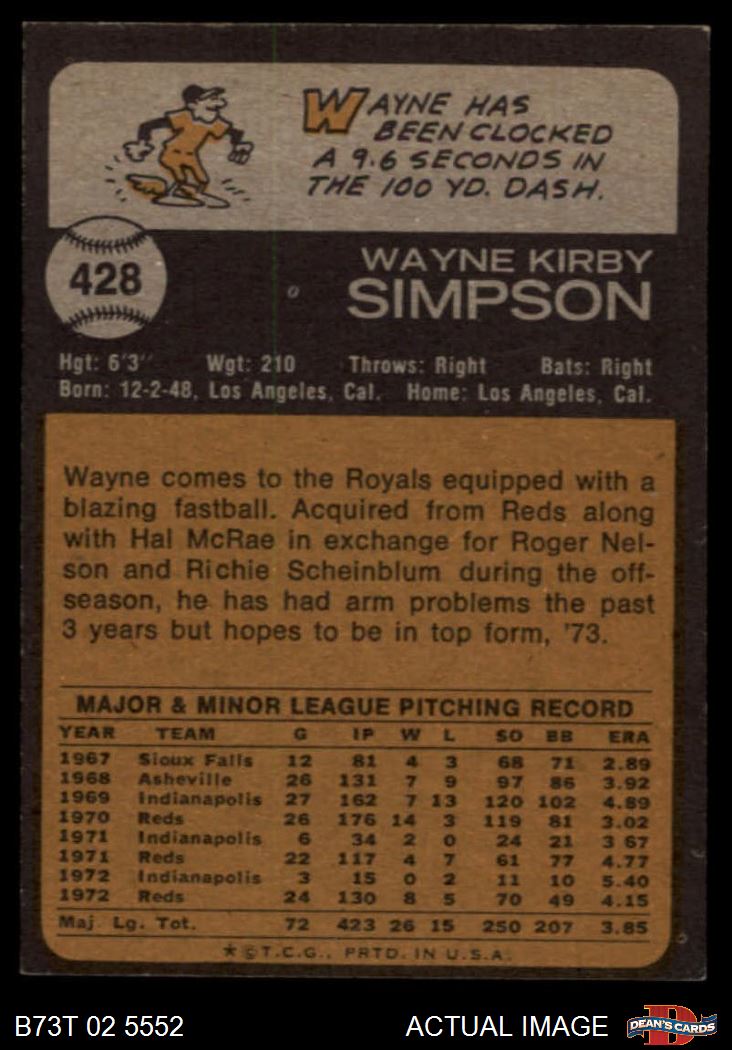 WAYNE HAS
BEEN CLOCKED
A 9.6 SECONDS IN
THE 100 YD. DASH.
428
WAYNE KIRBY
SIMPSON
Hgt: 6'3" Wgt: 210 Throws: Right Bats: Right
Born: 12-2-48, Los Angeles, Cal. Home: Los Angeles, Cal.
Wayne comes to the Royals equipped with a
blazing fastball. Acquired from Reds along
with Hal McRae in exchange for Roger Nel-
son and Richie Scheinblum during the off-
season, he has had arm problems the past
3 years but hopes to be in top form, '73.
MAJOR & MINOR LEAGUE PITCHING RECORD
YEAR TEAM G IP W L SO BB ERA
1967 Sioux Falls 12 81 4 3 68 71 2.89
1968 Asheville 26 131 7 9 97 86 3.92
1969 Indianapolis 27 162 7 13 120 102 4.89
1970 Reds 26 176 14 3 119 81 3.02
1971 Indianapolis 6 34 2 0 24 21 3 67
1971 Reds 22 117 4 7 61 77 4.77
1972 Indianapolis 3 15 0 2 11 10 5.40
1972 Reds 24 130 8 5 70 49 4.15
Maj. Lg. Tot. 72 423 26 15 250 207 3.85
★ © T.C.G., PRTD. IN U.S.A.
B73T 02 5552 ACTUAL IMAGE D DEAN'S CARDS